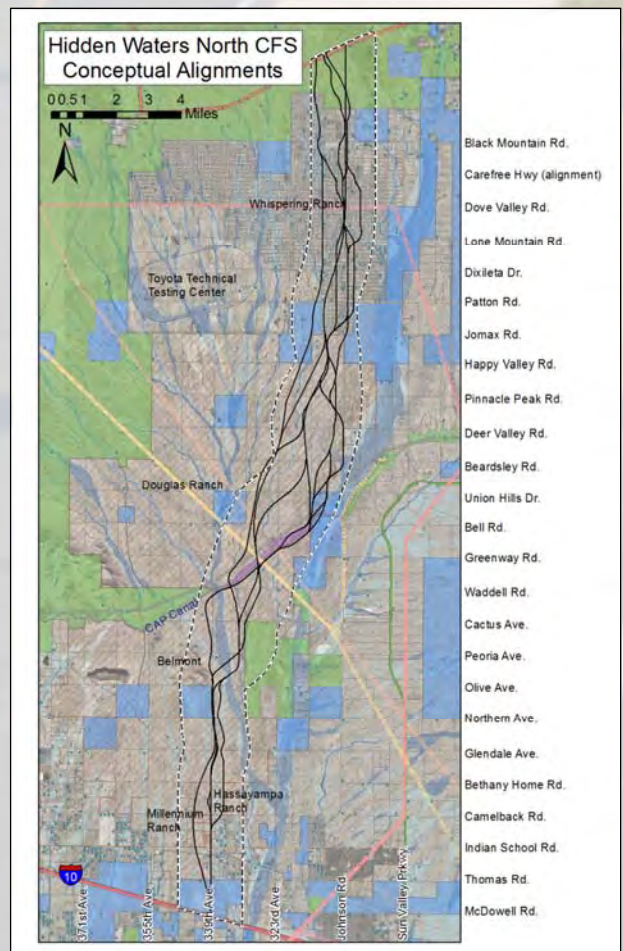 Hidden Waters North CFS
Conceptual Alignments
0 0.5 1 2 3 4
Miles
N
Black Mountain Rd.
Carefree Hwy (alignment)
Whispering Ranch
Dove Valley Rd.
Lone Mountain Rd.
Toyota Technical
Testing Center
Dixileta Dr.
Patton Rd.
Jomax Rd.
Happy Valley Rd.
Pinnacle Peak Rd.
Deer Valley Rd.
Beardsley Rd.
Douglas Ranch
Union Hills Dr.
Bell Rd.
Greenway Rd.
Waddell Rd.
CAP Canal
Cactus Ave.
Peoria Ave.
Belmont
Olive Ave.
Northern Ave.
Glendale Ave.
Bethany Home Rd.
Hassayampa
Ranch
Millennium
Ranch
Camelback Rd.
Indian School Rd.
10
Thomas Rd.
McDowell Rd.
371st Ave
355th Ave
339th Ave
323rd Ave
Johnson Rd
Sun Valley Prkwy